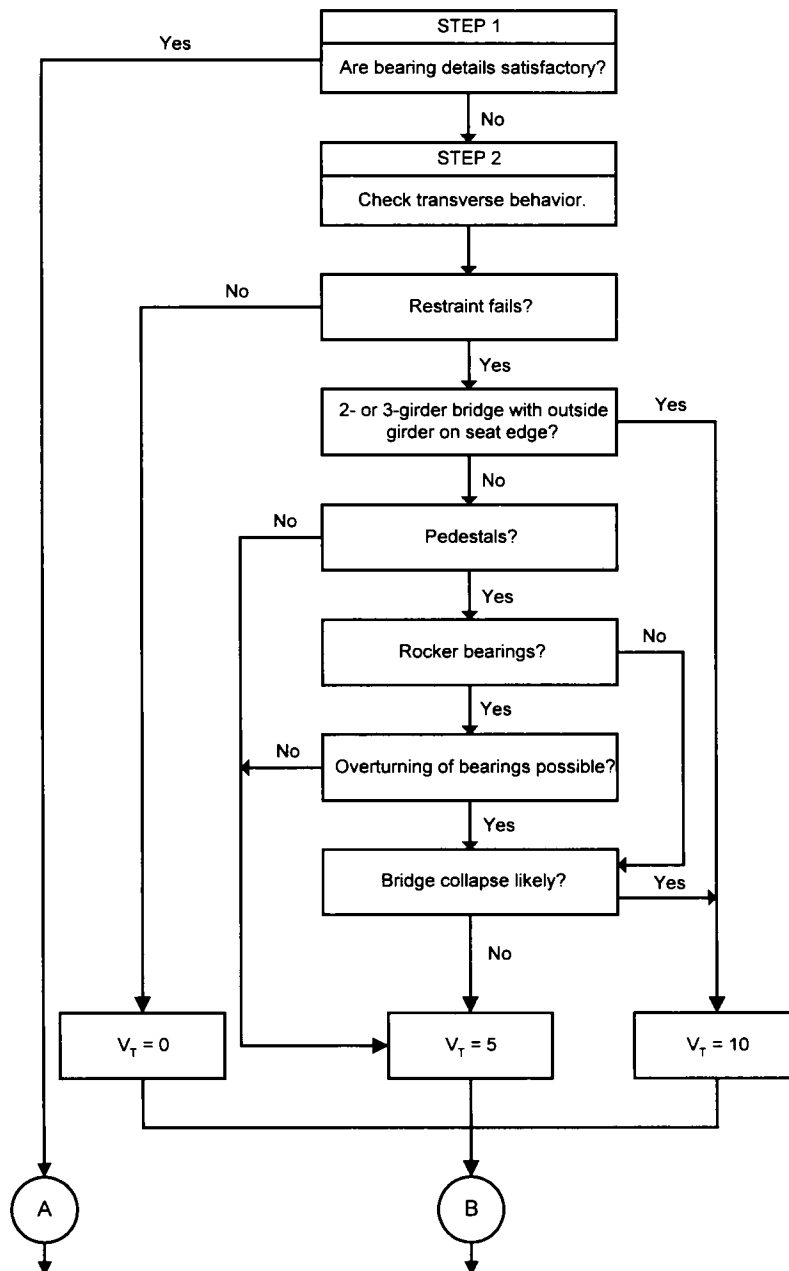 STEP 1
Yes
Are bearing details satisfactory?
No
STEP 2
Check transverse behavior.
No
Restraint fails?
Yes
2- or 3-girder bridge with outside
girder on seat edge?
Yes
No
No
Pedestals?
Yes
Rocker bearings?
No
Yes
No
Overturning of bearings possible?
Yes
Bridge collapse likely?
Yes
No
V_T = 0
V_T = 5
V_T = 10
A
B